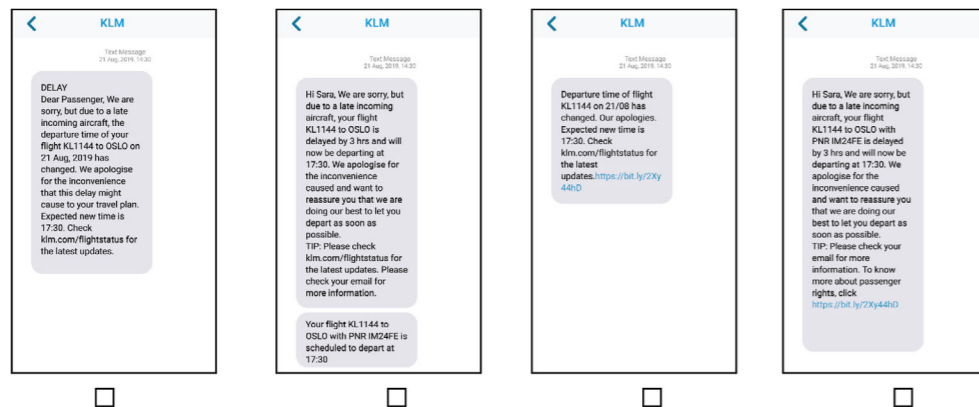 KLM
Text Message
21 Aug, 2019, 14:30
DELAY
Dear Passenger, We are
sorry, but due to a late
incoming aircraft, the
departure time of your
flight KL1144 to OSLO on
21 Aug, 2019 has
changed. We apologise
for the inconvenience
that this delay might
cause to your travel plan.
Expected new time is
17:30. Check
klm.com/flightstatus for
the latest updates.
KLM
Text Message
21 Aug, 2019, 14:30
Hi Sara, We are sorry, but
due to a late incoming
aircraft, your flight
KL1144 to OSLO is
delayed by 3 hrs and will
now be departing at
17:30. We apologise for
the inconvenience
caused and want to
reassure you that we are
doing our best to let you
depart as soon as
possible.
TIP: Please check
klm.com/flightstatus for
the latest updates. Please
check your email for
more information.
Your flight KL1144 to
OSLO with PNR IM24FE is
scheduled to depart at
17:30
KLM
Text Message
21 Aug, 2019, 14:30
Departure time of flight
KL1144 on 21/08 has
changed. Our apologies.
Expected new time is
17:30. Check
klm.com/flightstatus for
the latest
updates.https://bit.ly/2Xy
44hD
KLM
Text Message
21 Aug, 2019, 14:30
Hi Sara, We are sorry, but
due to a late incoming
aircraft, your flight
KL1144 to OSLO with
PNR IM24FE is delayed
by 3 hrs and will now be
departing at 17:30. We
apologise for the
inconvenience caused
and want to reassure you
that we are doing our
best to let you depart as
soon as possible.
TIP: Please check your
email for more
information. To know
more about passenger
rights, click
https://bit.ly/2Xy44hD